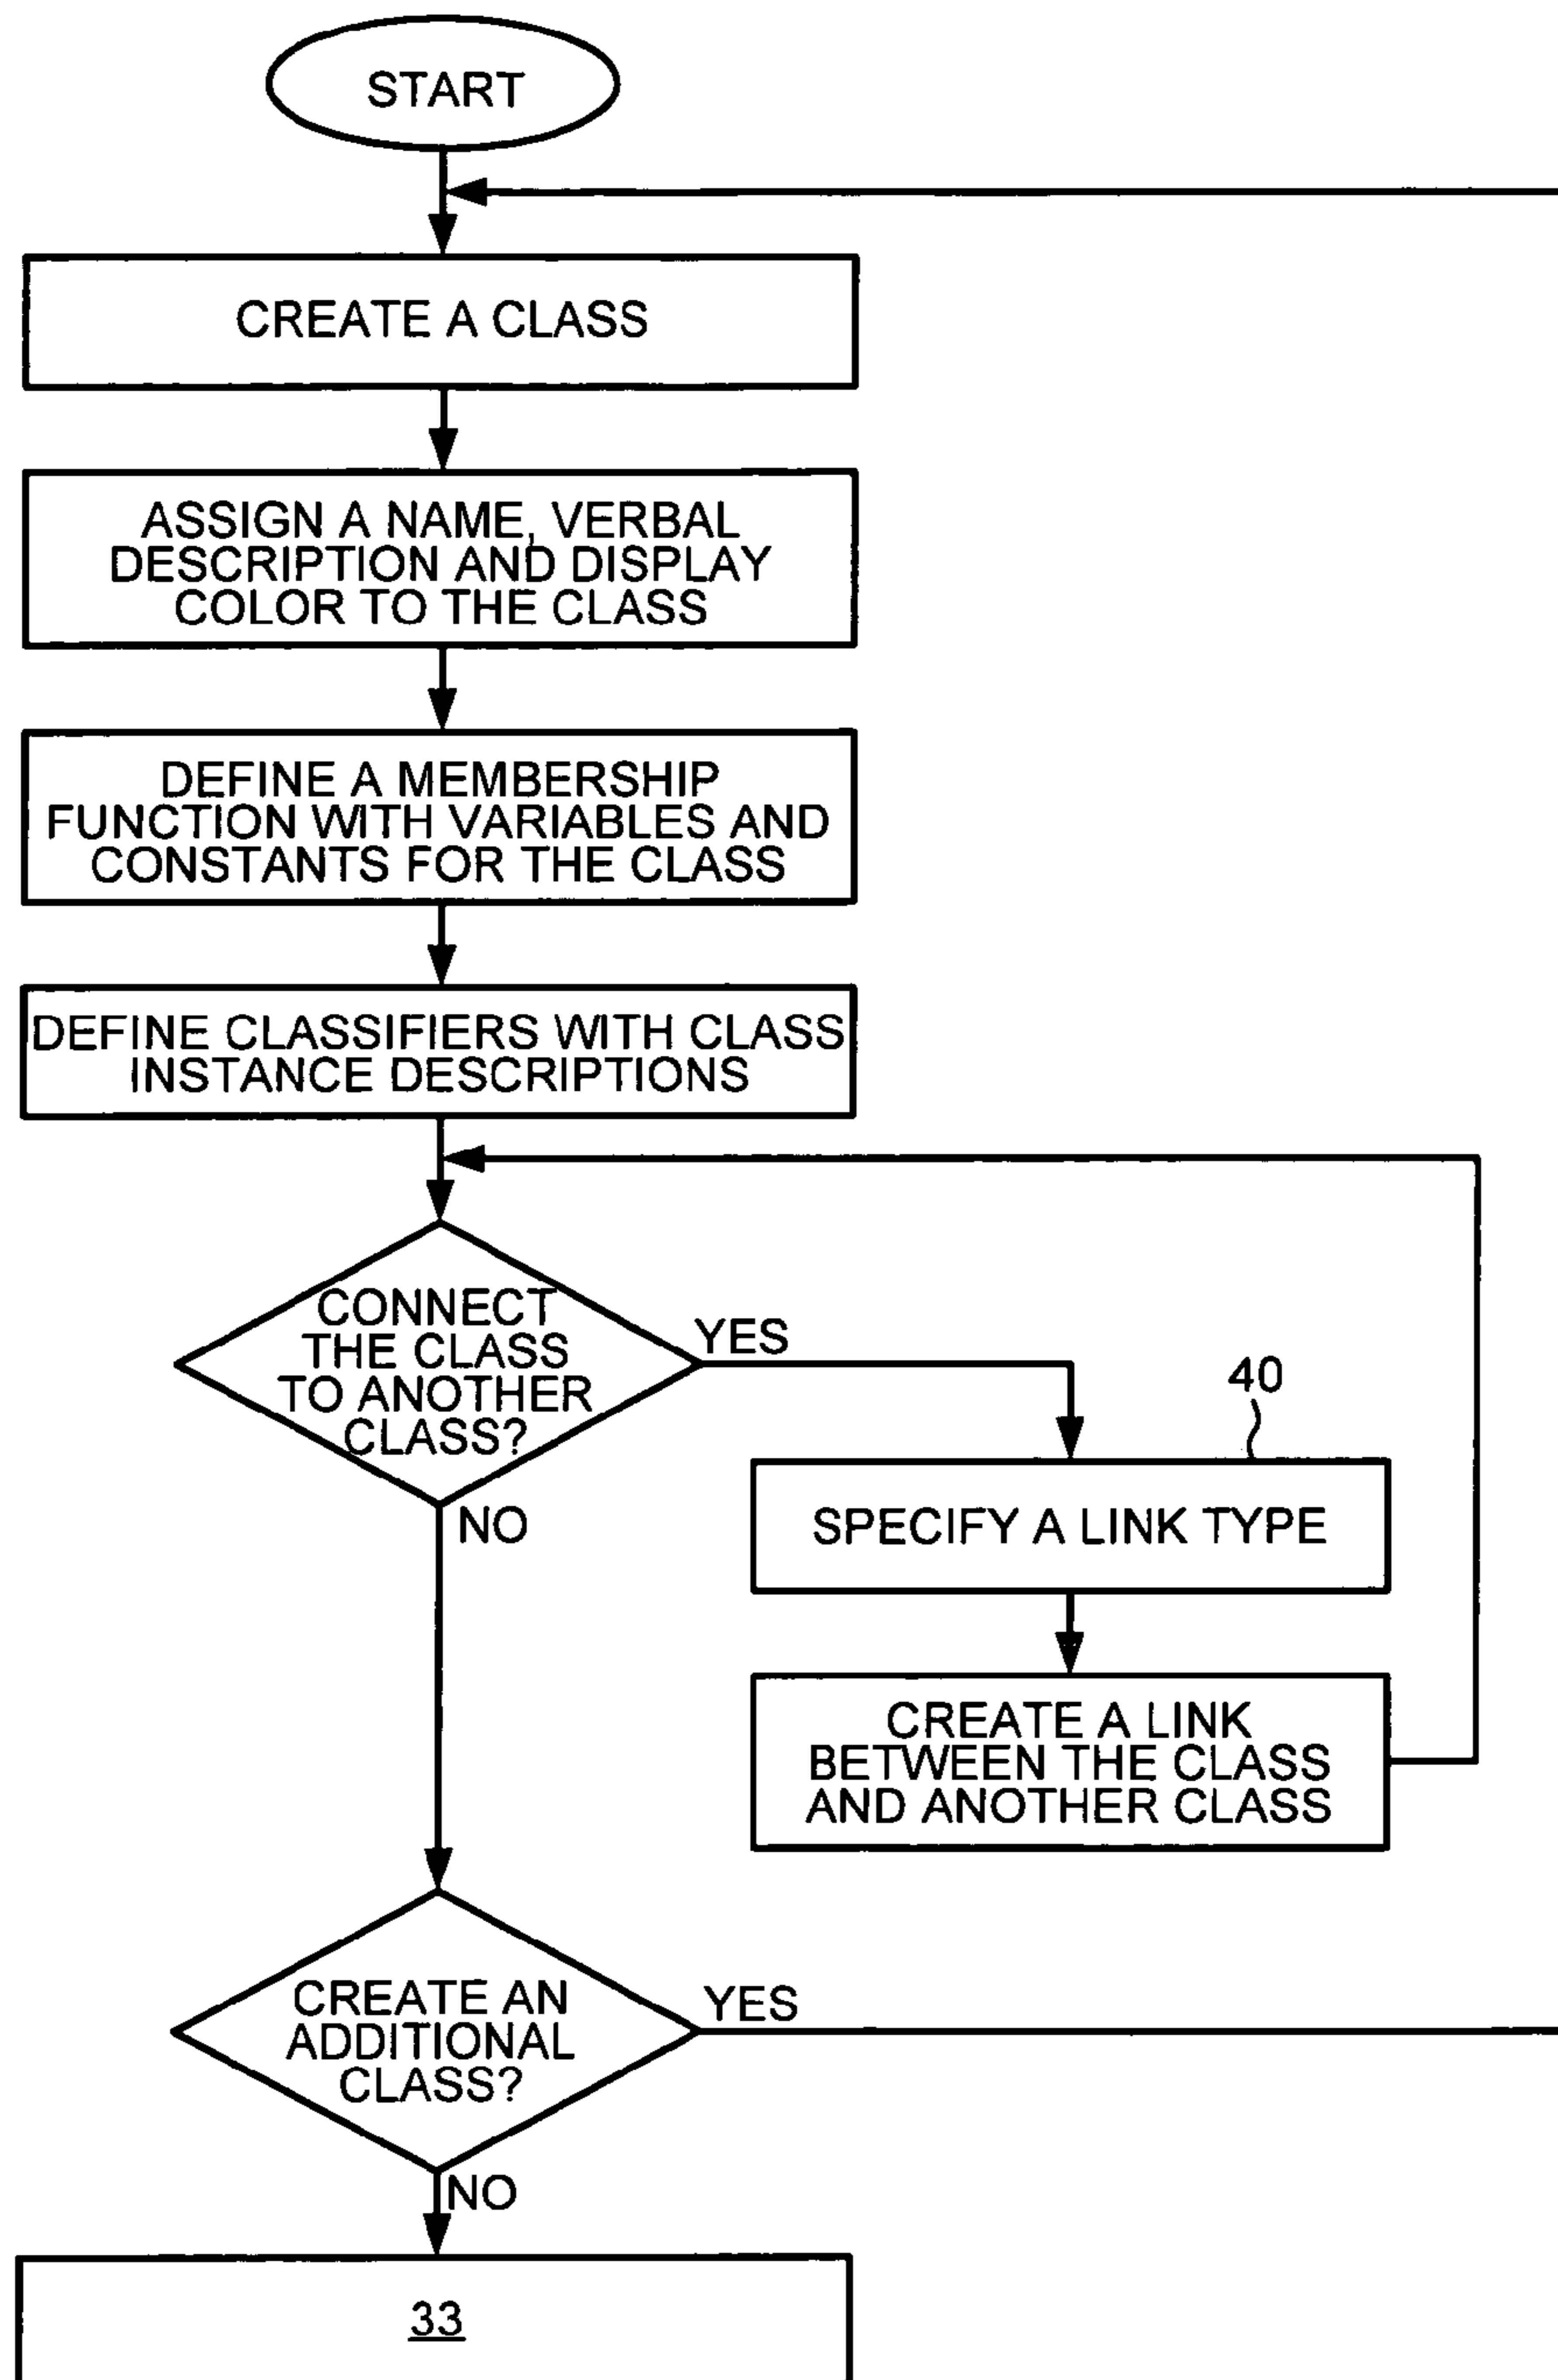 START
CREATE A CLASS
ASSIGN A NAME, VERBAL
DESCRIPTION AND DISPLAY
COLOR TO THE CLASS
DEFINE A MEMBERSHIP
FUNCTION WITH VARIABLES AND
CONSTANTS FOR THE CLASS
DEFINE CLASSIFIERS WITH CLASS
INSTANCE DESCRIPTIONS
CONNECT
THE CLASS
TO ANOTHER
CLASS?
YES
NO
40
SPECIFY A LINK TYPE
CREATE A LINK
BETWEEN THE CLASS
AND ANOTHER CLASS
CREATE AN
ADDITIONAL
CLASS?
YES
NO
33